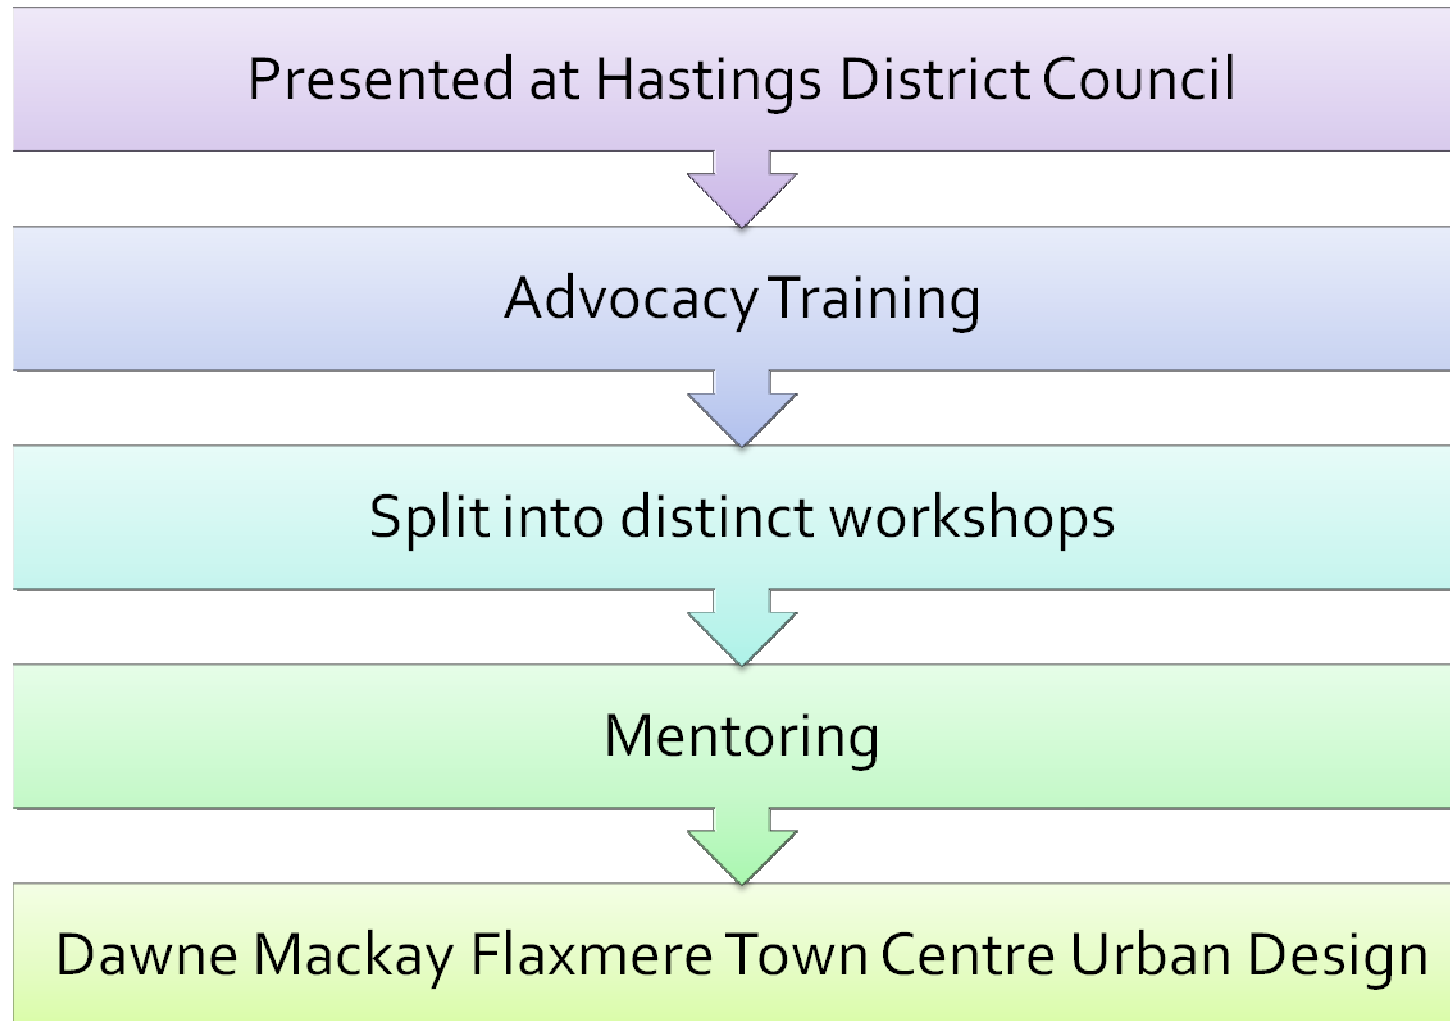 Presented at Hastings District Council
Advocacy Training
Split into distinct workshops
Mentoring
Dawne Mackay Flaxmere Town Centre Urban Design